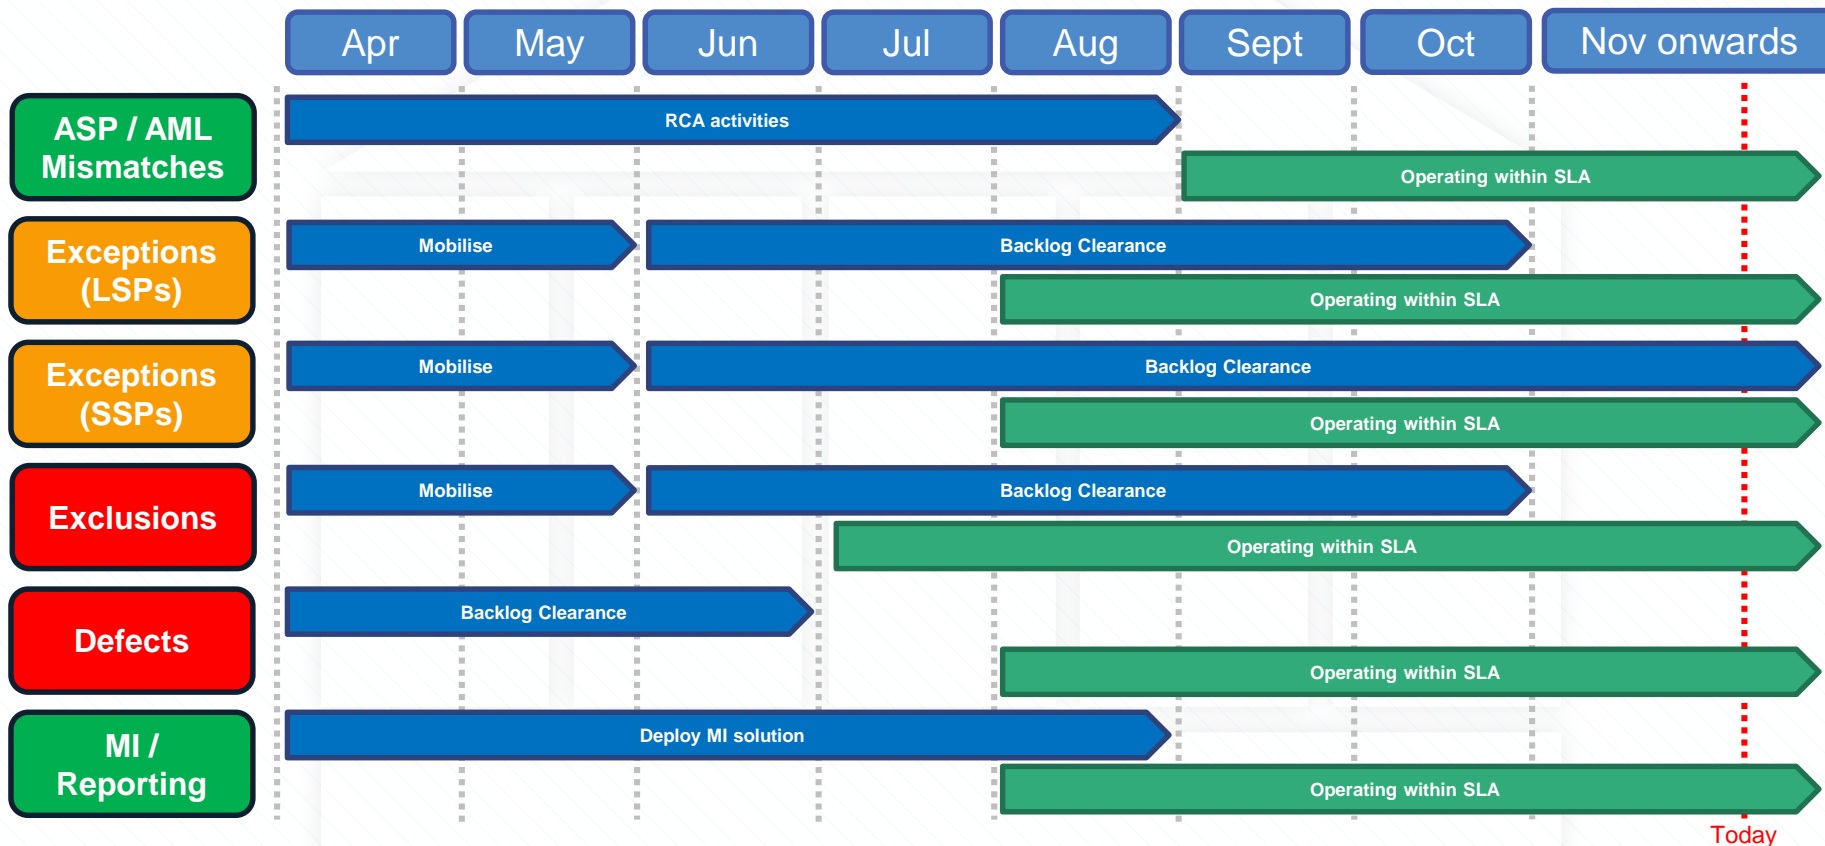 Apr
May
Jun
Jul
Aug
Sept
Oct
Nov onwards
ASP / AML
Mismatches
RCA activities
Operating within SLA
Exceptions
(LSPs)
Mobilise
Backlog Clearance
Operating within SLA
Exceptions
(SSPs)
Mobilise
Backlog Clearance
Operating within SLA
Exclusions
Mobilise
Backlog Clearance
Operating within SLA
Defects
Backlog Clearance
Operating within SLA
MI /
Reporting
Deploy MI solution
Operating within SLA
Today